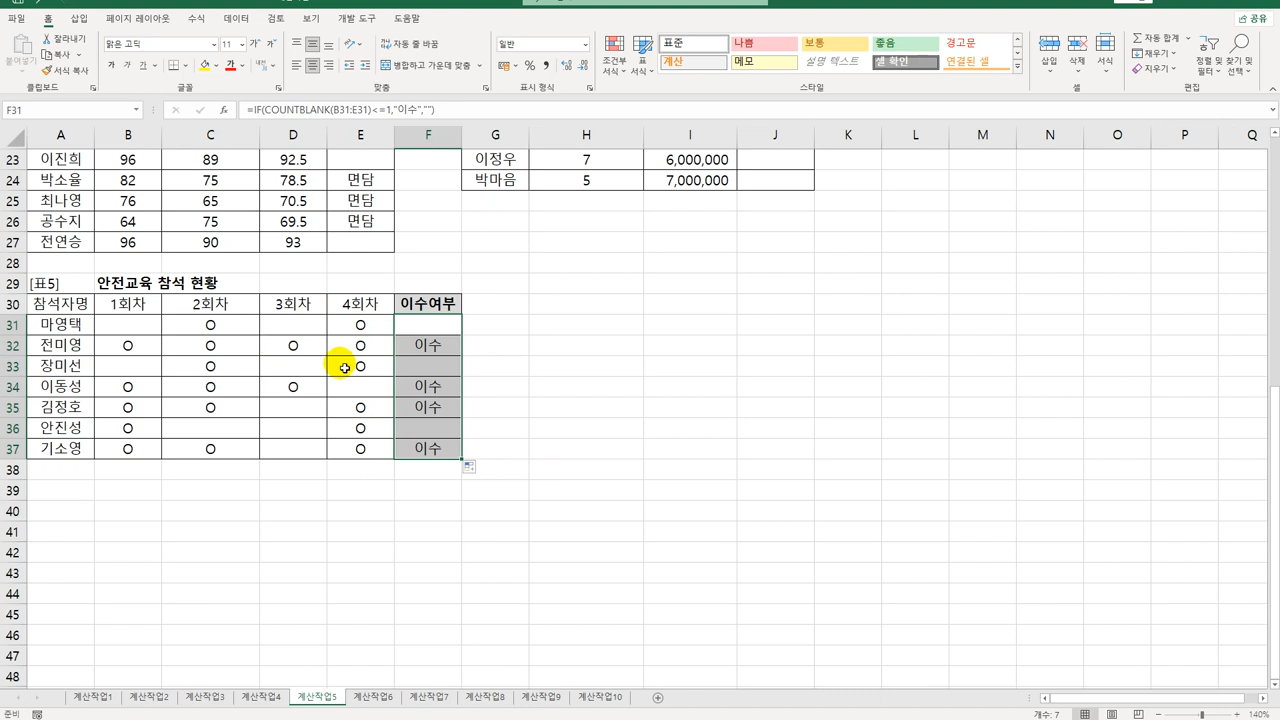 파일 홈 삽입 페이지 레이아웃 수식 데이터 검토 보기 개발 도구 도움말 공유
붙여넣기 잘라내기 복사 서식 복사 클립보드
맑은 고딕 11 가 가 가 가 가 글꼴
자동 줄 바꿈 병합하고 가운데 맞춤 맞춤
일반 % 표시 형식
조건부 서식 표 서식 표준 나쁨 보통 좋음 경고문
계산 메모 설명 텍스트 셀 확인 연결된 셀 스타일
삽입 삭제 서식 셀
자동 합계 채우기 지우기 정렬 및 필터 찾기 및 선택 편집
F31 fx =IF(COUNTBLANK(B31:E31)<=1,"이수","")
A B C D E F G H I J K L M N O P Q
23 이진희 96 89 92.5 이정우 7 6,000,000
24 박소율 82 75 78.5 면담 박마음 5 7,000,000
25 최나영 76 65 70.5 면담
26 공수지 64 75 69.5 면담
27 전연승 96 90 93
28
29 [표5] 안전교육 참석 현황
30 참석자명 1회차 2회차 3회차 4회차 이수여부
31 마영택 O O
32 전미영 O O O O 이수
33 장미선 O O
34 이동성 O O O 이수
35 김정호 O O O 이수
36 안진성 O O
37 기소영 O O O 이수
38
39
40
41
42
43
44
45
46
47
48
계산작업1 계산작업2 계산작업3 계산작업4 계산작업5 계산작업6 계산작업7 계산작업8 계산작업9 계산작업10
준비 개수: 7 140%